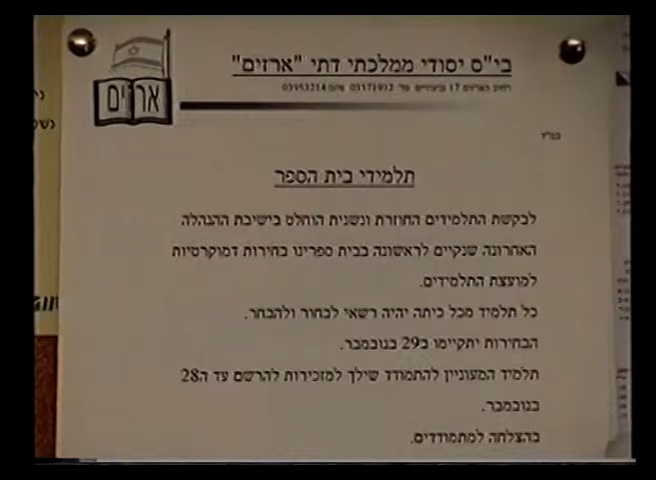 בי"ס יסודי ממלכתי דתי "ארזים"
ארזים
בס"ד
תלמידי בית הספר
לבקשת התלמידים החוזרת ונשנית הוחלט בישיבת ההנהלה
האחרונה שנקיים לראשונה בבית ספרינו בחירות דמוקרטיות
למועצת התלמידים.
כל תלמיד מכל כיתה יהיה רשאי לבחור ולהבחר.
הבחירות יתקיימו ב29 בנובמבר.
תלמיד המעוניין להתמודד שילך למזכירות להרשם עד ה28
בנובמבר.
בהצלחה למתמודדים.